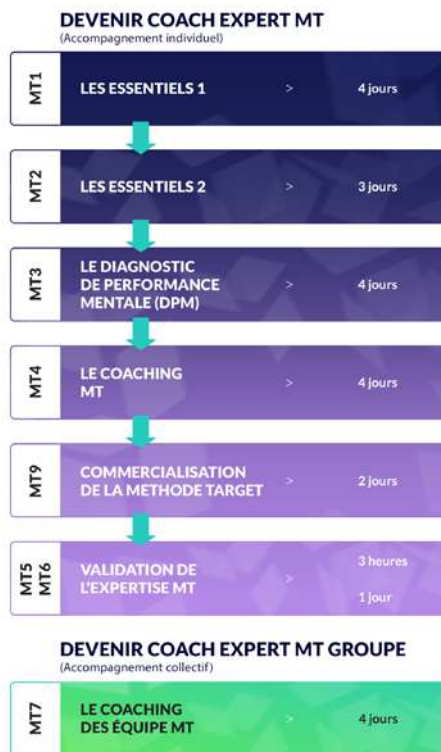 DEVENIR COACH EXPERT MT
(Accompagnement individuel)
MT1
LES ESSENTIELS 1 > 4 jours
MT2
LES ESSENTIELS 2 > 3 jours
MT3
LE DIAGNOSTIC
DE PERFORMANCE > 4 jours
MENTALE (DPM)
MT4
LE COACHING > 4 jours
MT
MT9
COMMERCIALISATION > 2 jours
DE LA METHODE TARGET
MT5
MT6
VALIDATION DE > 3 heures
L'EXPERTISE MT 1 jour
DEVENIR COACH EXPERT MT GROUPE
(Accompagnement collectif)
MT7
LE COACHING > 4 jours
DES ÉQUIPE MT